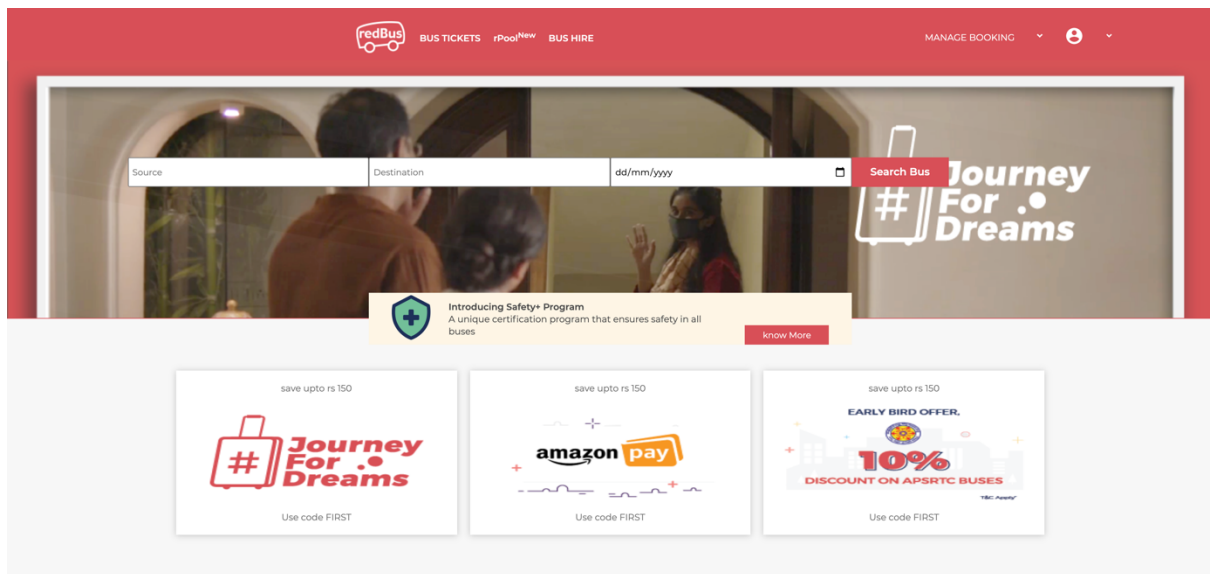 redBus
BUS TICKETS rPoolNew BUS HIRE
MANAGE BOOKING
Source
Destination
dd/mm/yyyy
Search Bus
#
Journey
For
Dreams
Introducing Safety+ Program
A unique certification program that ensures safety in all
buses
know More
save upto rs 150
#
Journey
For
Dreams
Use code FIRST
save upto rs 150
amazon pay
Use code FIRST
save upto rs 150
EARLY BIRD OFFER,
10%
DISCOUNT ON APSRTC BUSES
T&C Apply*
Use code FIRST